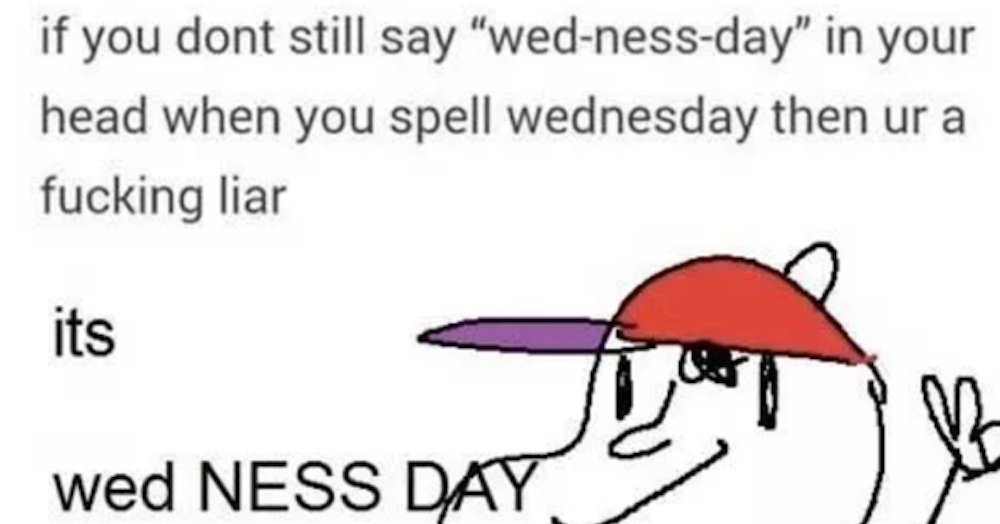 if you dont still say “wed-ness-day” in your
head when you spell wednesday then ur a
fucking liar
its
wed NESS DAY